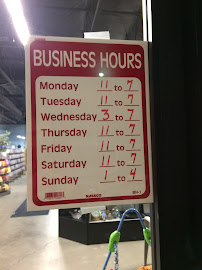 BUSINESS HOURS
Monday 11 to 7
Tuesday 11 to 7
Wednesday 3 to 7
Thursday 11 to 7
Friday 11 to 7
Saturday 11 to 7
Sunday 1 to 4